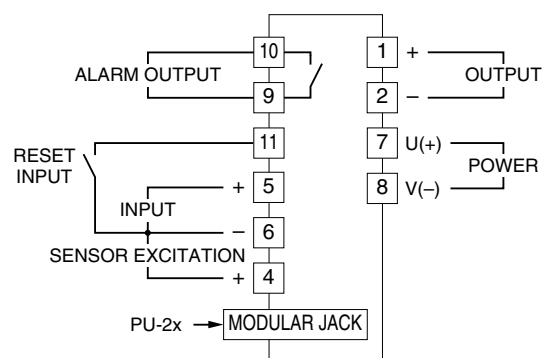 10
1 +
ALARM OUTPUT
OUTPUT
9
2 –
11
7 U(+)
RESET
INPUT
POWER
+ 5
8 V(–)
INPUT
– 6
SENSOR EXCITATION
+ 4
PU-2x
MODULAR JACK